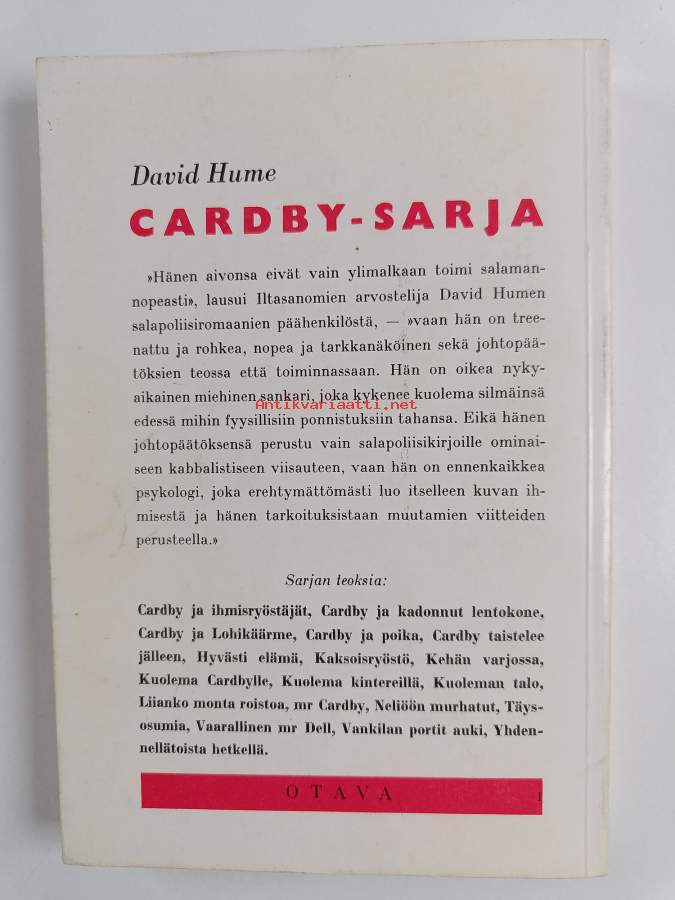 David Hume
CARDBY-SARJA
»Hänen aivonsa eivät vain ylimalkaan toimi salaman-
nopeasti», lausui Iltasanomien arvostelija David Humen
salapoliisiromaanien päähenkilöstä, — »vaan hän on tree-
nattu ja rohkea, nopea ja tarkkanäköinen sekä johtopää-
töksien teossa että toiminnassaan. Hän on oikea nyky-
aikainen miehinen sankari, joka kykenee kuolema silmäinsä
Antikvariaatti.net
edessä mihin fyysillisiin ponnistuksiin tahansa. Eikä hänen
johtopäätöksensä perustu vain salapoliisikirjoille ominai-
seen kabbalistiseen viisauteen, vaan hän on ennenkaikkea
psykologi, joka erehtymättömästi luo itselleen kuvan ih-
misestä ja hänen tarkoituksistaan muutamien viitteiden
perusteella.»
Sarjan teoksia:
Cardby ja ihmisryöstäjät, Cardby ja kadonnut lentokone,
Cardby ja Lohikäärme, Cardby ja poika, Cardby taistelee
jälleen, Hyvästi elämä, Kaksoisryöstö, Kehän varjossa,
Kuolema Cardbylle, Kuolema kintereillä, Kuoleman talo,
Liianko monta roistoa, mr Cardby, Neliöön murhatut, Täys-
osumia, Vaarallinen mr Dell, Vankilan portit auki, Yhden-
nellätoista hetkellä.
OTAVA
1